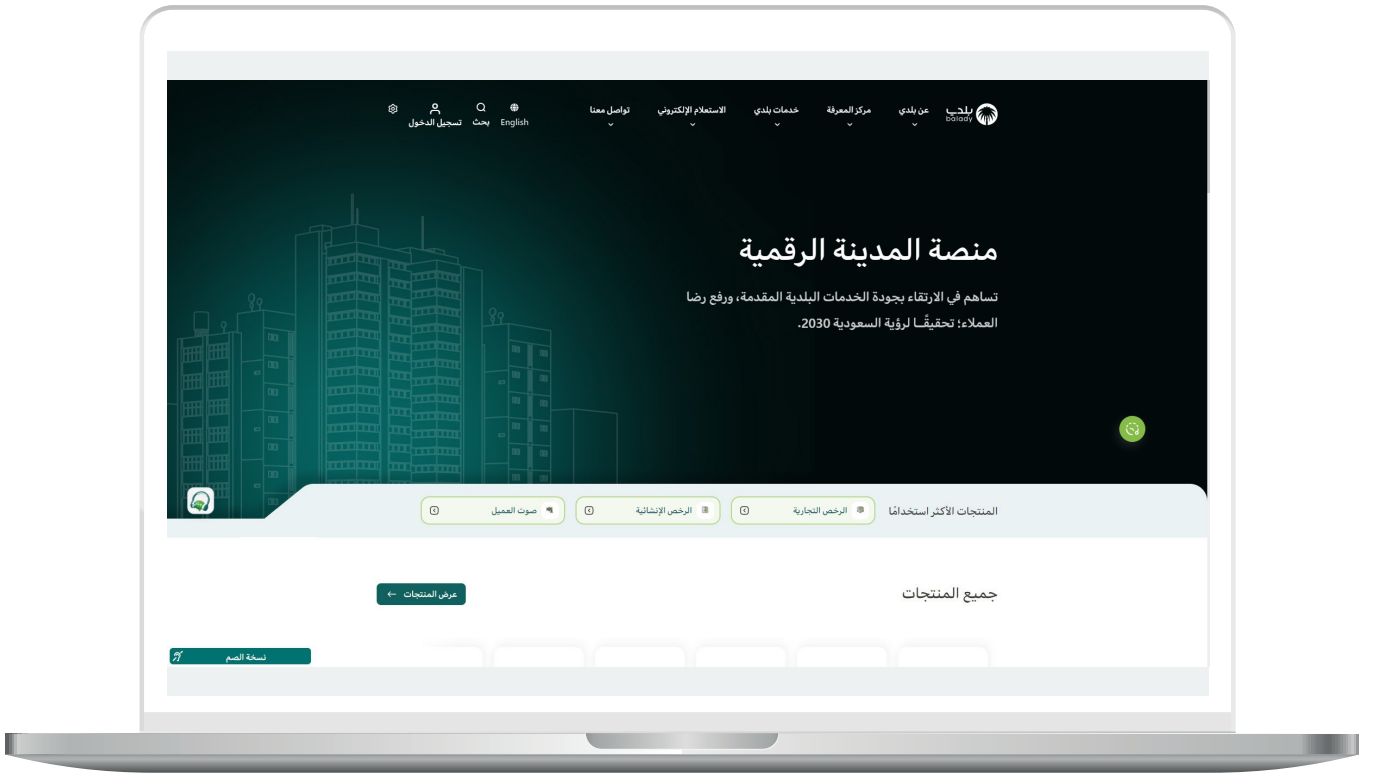 بلدي
balady
عن بلدي
مركز المعرفة
خدمات بلدي
الاستعلام الإلكتروني
تواصل معنا
English
بحث
تسجيل الدخول
منصة المدينة الرقمية
تساهم في الارتقاء بجودة الخدمات البلدية المقدمة، ورفع رضا
العملاء؛ تحقيقًـا لرؤية السعودية 2030.
المنتجات الأكثر استخدامًا
الرخص التجارية
الرخص الإنشائية
صوت العميل
جميع المنتجات
عرض المنتجات
نسخة الصم